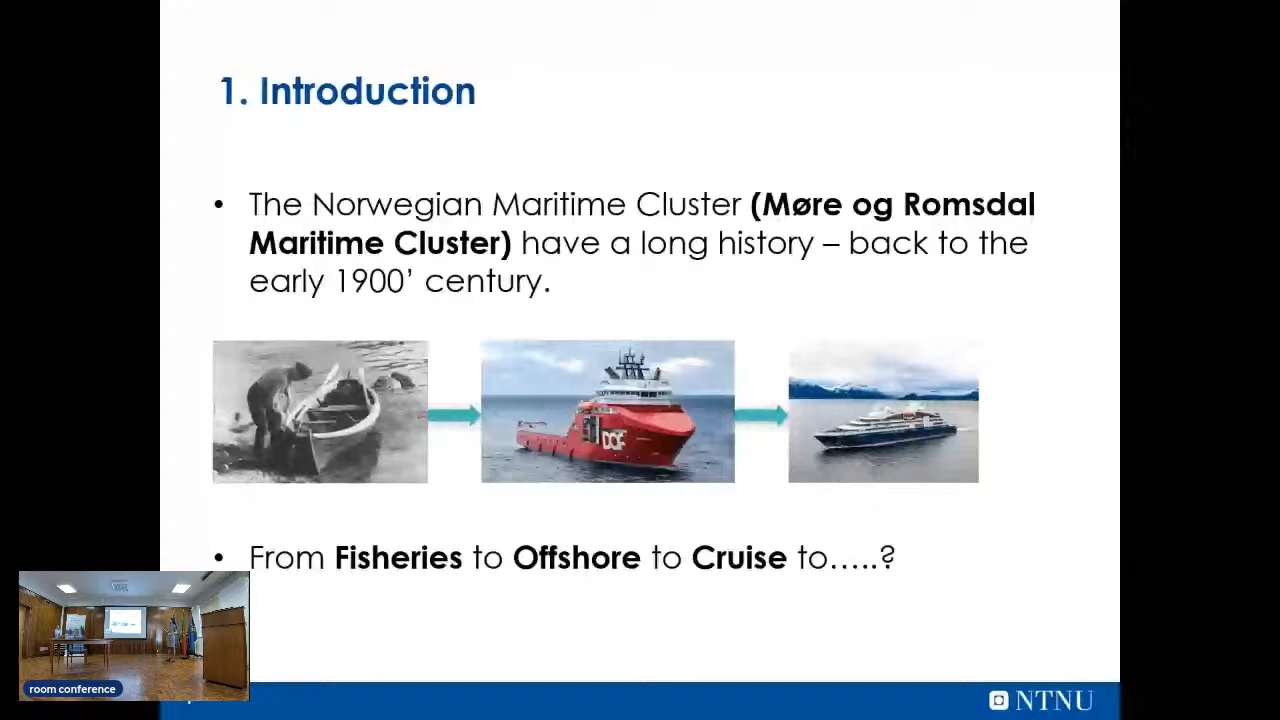 1. Introduction
• The Norwegian Maritime Cluster (Møre og Romsdal
Maritime Cluster) have a long history – back to the
early 1900’ century.
DOF
• From Fisheries to Offshore to Cruise to…..?
room conference
NTNU